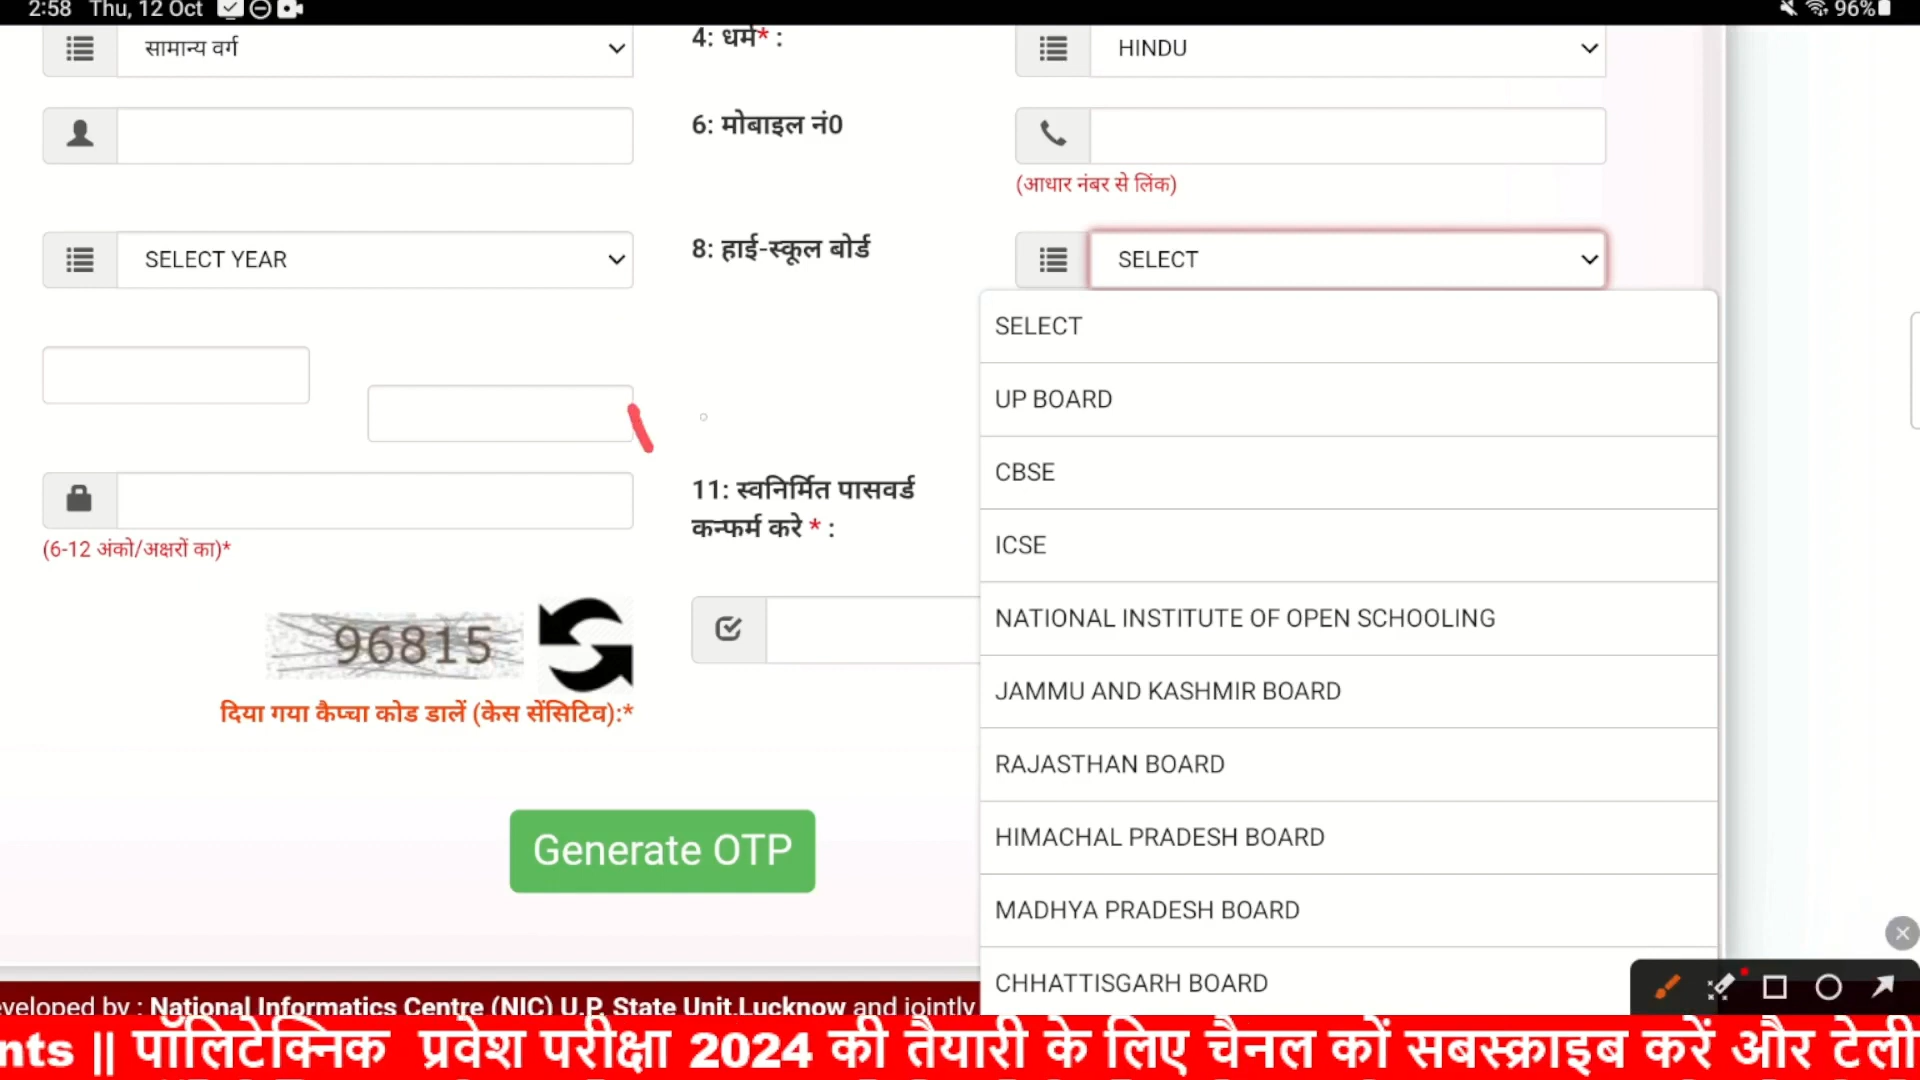 2:58 Thu, 12 Oct 96%
सामान्य वर्ग
4: धर्म* :
HINDU
6: मोबाइल नं0
(आधार नंबर से लिंक)
SELECT YEAR
8: हाई-स्कूल बोर्ड
SELECT
SELECT
UP BOARD
CBSE
ICSE
NATIONAL INSTITUTE OF OPEN SCHOOLING
JAMMU AND KASHMIR BOARD
RAJASTHAN BOARD
HIMACHAL PRADESH BOARD
MADHYA PRADESH BOARD
CHHATTISGARH BOARD
(6-12 अंको/अक्षरों का)*
11: स्वनिर्मित पासवर्ड
कन्फर्म करे * :
96815
दिया गया कैप्चा कोड डालें (केस सेंसिटिव):*
Generate OTP
veloped by : National Informatics Centre (NIC) U.P. State Unit,Lucknow and jointly
nts || पॉलिटेक्निक प्रवेश परीक्षा 2024 की तैयारी के लिए चैनल कों सबस्क्राइब करें और टेली